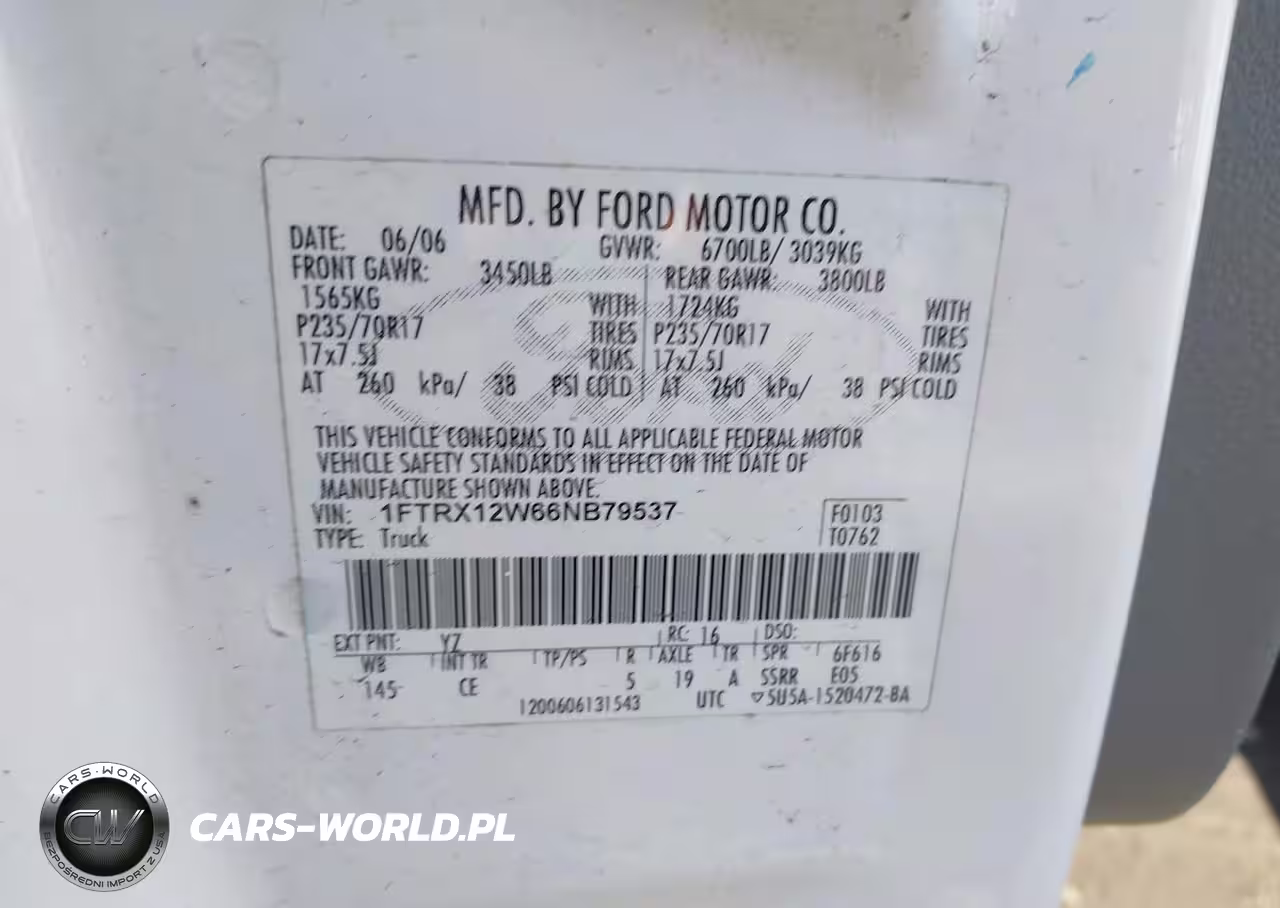 MFD. BY FORD MOTOR CO.
DATE: 06/06 GVWR: 6700LB/ 3039KG
FRONT GAWR: 3450LB REAR GAWR: 3800LB
1565KG WITH 1724KG WITH
P235/70R17 TIRES P235/70R17 TIRES
17x7.5J RIMS 17x7.5J RIMS
AT 260 kPa/ 38 PSI COLD AT 260 kPa/ 38 PSI COLD
Ford
THIS VEHICLE CONFORMS TO ALL APPLICABLE FEDERAL MOTOR
VEHICLE SAFETY STANDARDS IN EFFECT ON THE DATE OF
MANUFACTURE SHOWN ABOVE.
VIN: 1FTRX12W66NB79537 F0103
TYPE: Truck T0762
EXT PNT: YZ RC: 16 DSO:
WB INT TR TP/PS R AXLE TR SPR 6F616
145 CE 5 19 A SSRR E05
1200606131543 UTC ▽5U5A-1520472-BA
CARS-WORLD
CW
BEZPOŚREDNI IMPORT Z USA
CARS-WORLD.PL